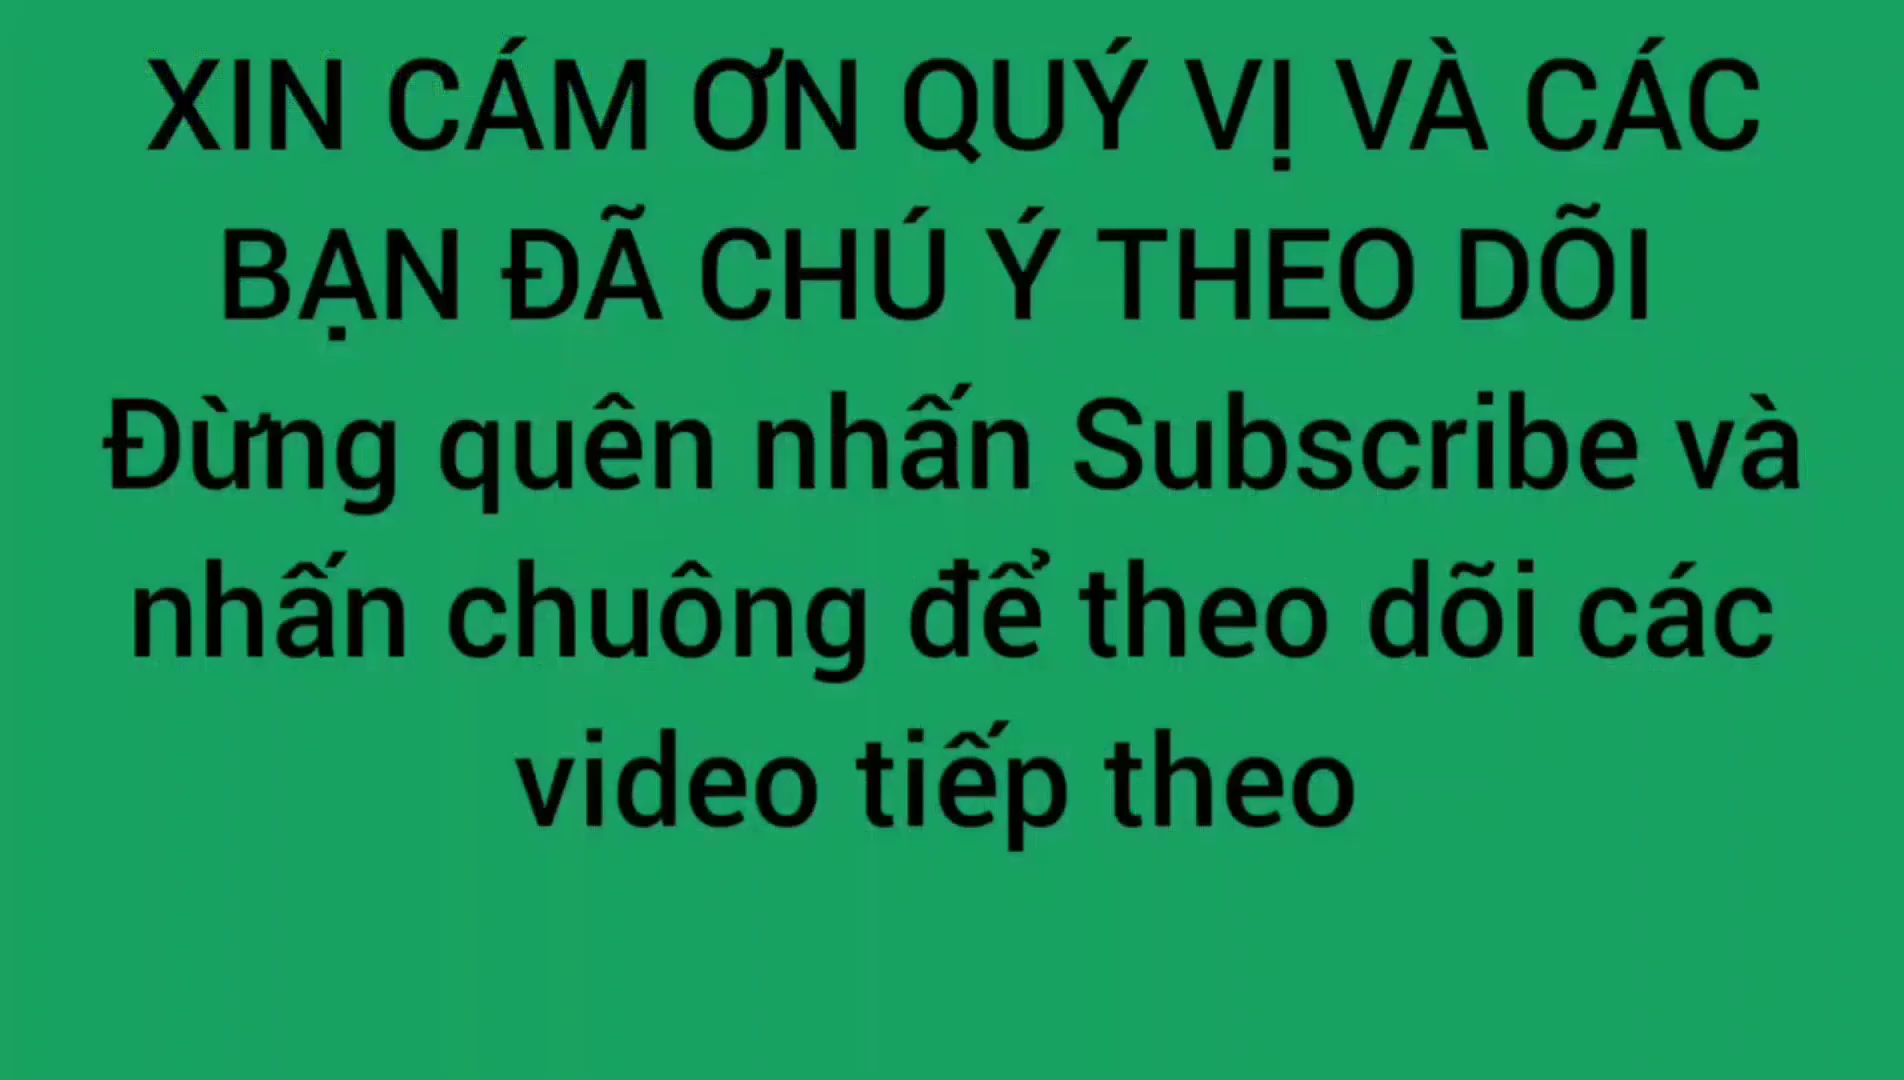 XIN CÁM ƠN QUÝ VỊ VÀ CÁC
BẠN ĐÃ CHÚ Ý THEO DÕI
Đừng quên nhấn Subscribe và
nhấn chuông để theo dõi các
video tiếp theo